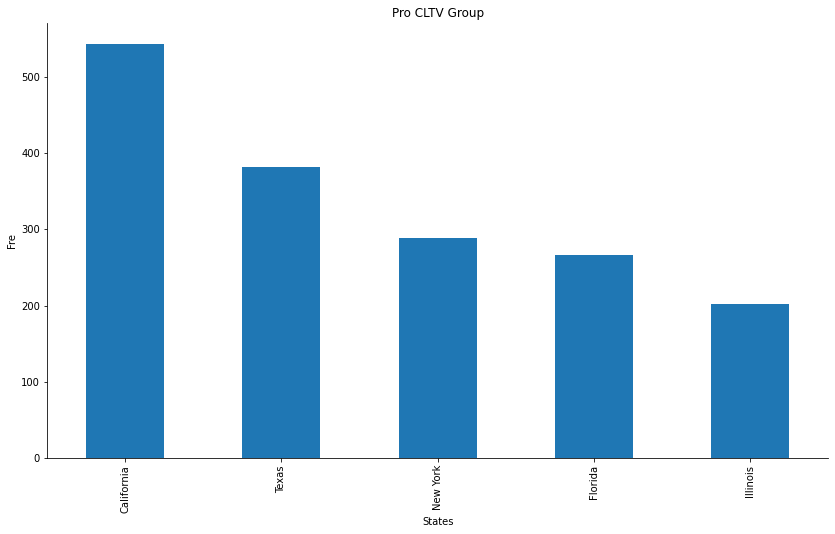 Pro CLTV Group
500
400
300
200
100
0
Fre
California
Texas
New York
Florida
Illinois
States